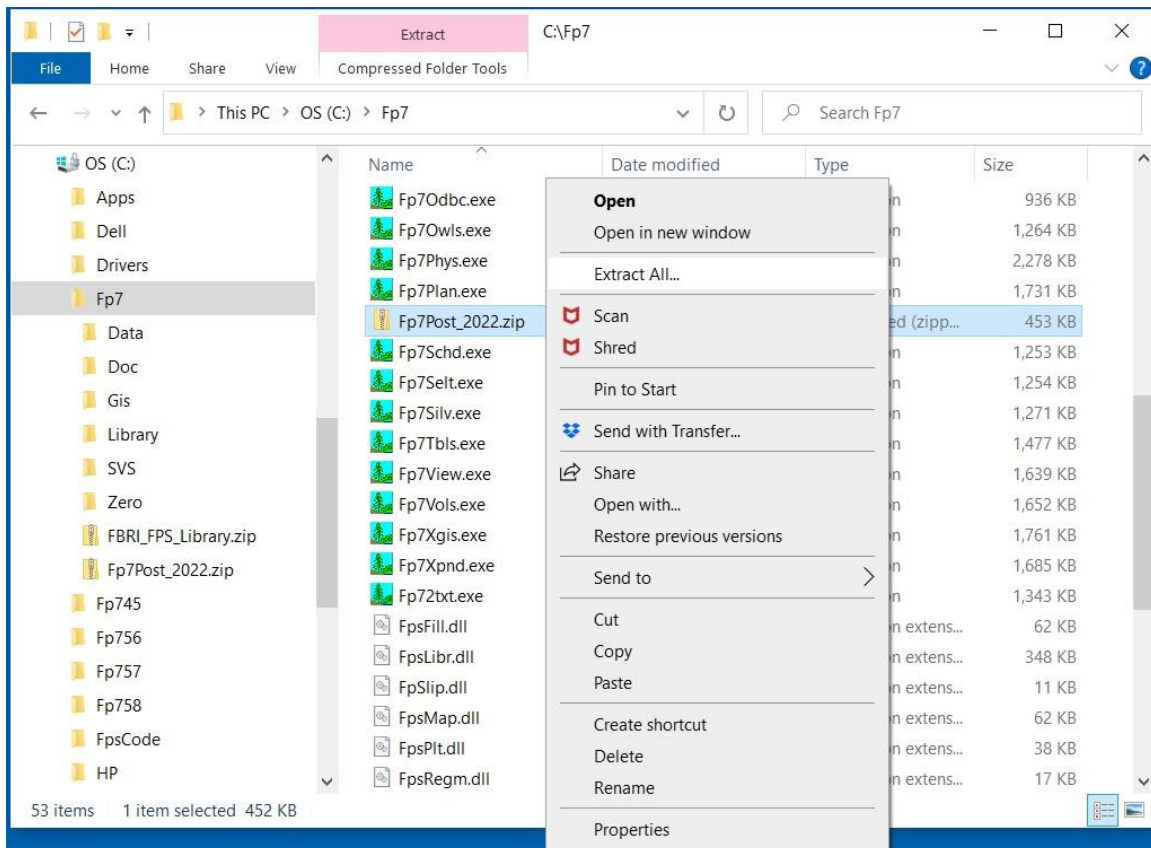 Extract
C:\Fp7
File Home Share View Compressed Folder Tools
This PC > OS (C:) > Fp7
Search Fp7
OS (C:)
Apps
Dell
Drivers
Fp7
Data
Doc
Gis
Library
SVS
Zero
FBRI_FPS_Library.zip
Fp7Post_2022.zip
Fp745
Fp756
Fp757
Fp758
FpsCode
HP
Name Date modified Type Size
Fp7Odbc.exe n 936 KB
Fp7Owls.exe n 1,264 KB
Fp7Phys.exe n 2,278 KB
Fp7Plan.exe n 1,731 KB
Fp7Post_2022.zip ed (zipp... 453 KB
Fp7Schd.exe n 1,253 KB
Fp7Selt.exe n 1,254 KB
Fp7Silv.exe n 1,271 KB
Fp7Tbls.exe n 1,477 KB
Fp7View.exe n 1,639 KB
Fp7Vols.exe n 1,652 KB
Fp7Xgis.exe n 1,761 KB
Fp7Xpnd.exe n 1,685 KB
Fp72txt.exe n 1,343 KB
FpsFill.dll n extens... 62 KB
FpsLibr.dll n extens... 348 KB
FpSlip.dll n extens... 11 KB
FpsMap.dll n extens... 62 KB
FpsPlt.dll n extens... 38 KB
FpsRegm.dll n extens... 17 KB
Open
Open in new window
Extract All...
Scan
Shred
Pin to Start
Send with Transfer...
Share
Open with...
Restore previous versions
Send to
Cut
Copy
Paste
Create shortcut
Delete
Rename
Properties
53 items 1 item selected 452 KB